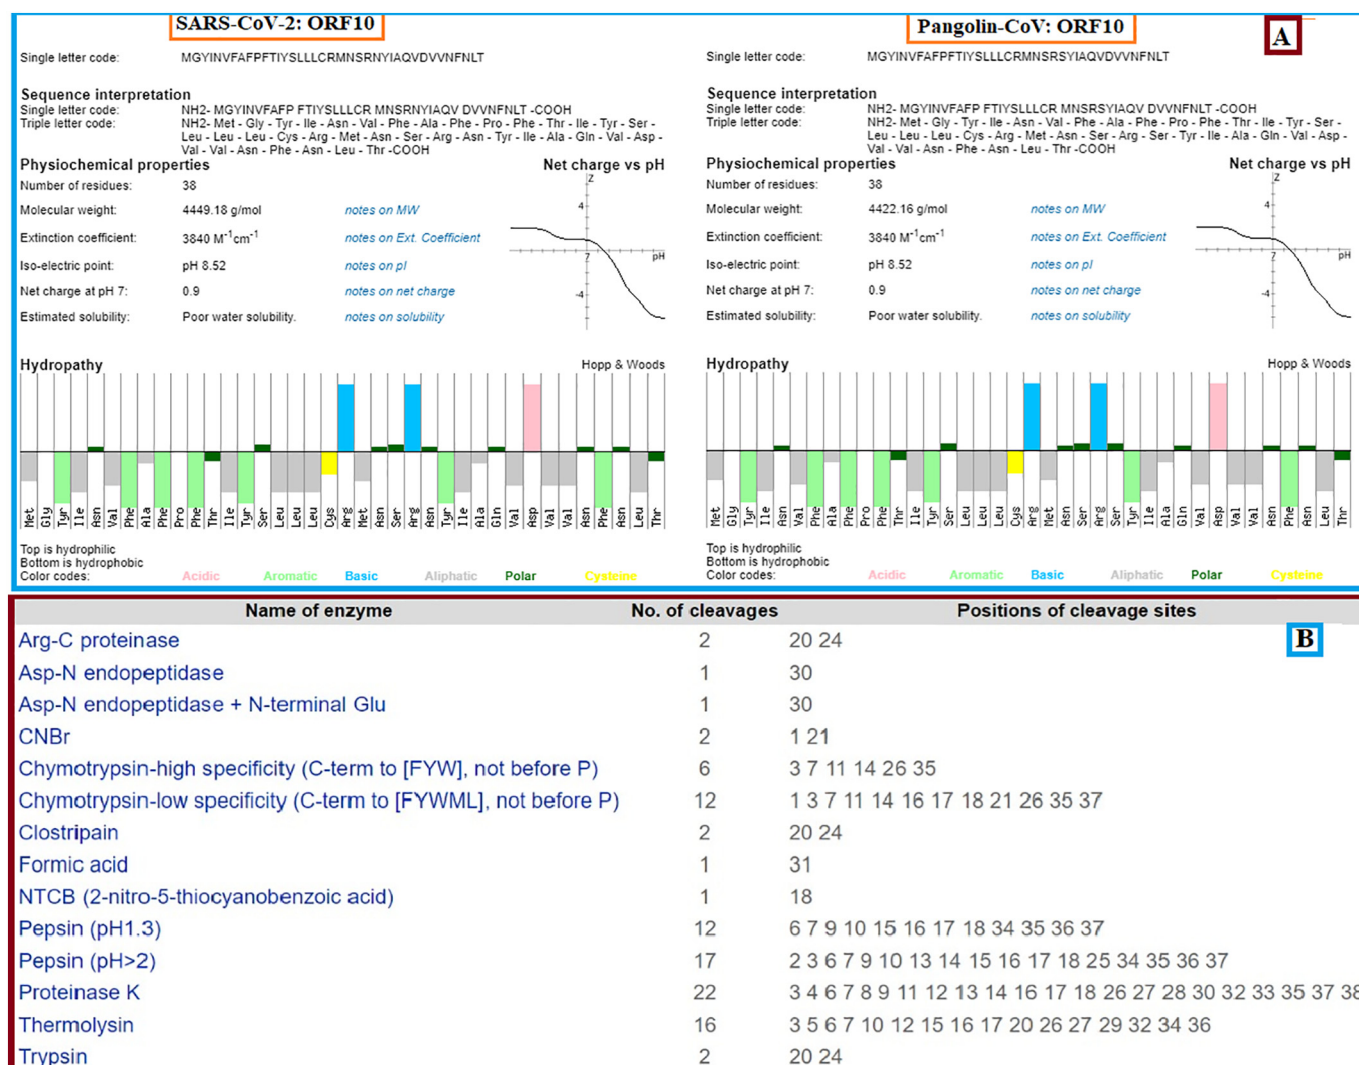 SARS-CoV-2: ORF10
Single letter code: MGYINVFAFPFTIYSLLLCRMNSRNYIAQVDVVNFNLT
Sequence interpretation
Single letter code: NH2- MGYINVFAFP FTIYSLLLCR MNSRNYIAQV DVVNFNLT -COOH
Triple letter code: NH2- Met - Gly - Tyr - Ile - Asn - Val - Phe - Ala - Phe - Pro - Phe - Thr - Ile - Tyr - Ser -
Leu - Leu - Leu - Cys - Arg - Met - Asn - Ser - Arg - Asn - Tyr - Ile - Ala - Gln - Val - Asp -
Val - Val - Asn - Phe - Asn - Leu - Thr -COOH
Physiochemical properties Net charge vs pH
Number of residues: 38
Molecular weight: 4449.18 g/mol notes on MW
Extinction coefficient: 3840 M⁻¹cm⁻¹ notes on Ext. Coefficient
Iso-electric point: pH 8.52 notes on pI
Net charge at pH 7: 0.9 notes on net charge
Estimated solubility: Poor water solubility. notes on solubility
Z
4
7 pH
-4
Hydropathy Hopp & Woods
Met Gly Tyr Ile Asn Val Phe Ala Phe Pro Phe Thr Ile Tyr Ser Leu Leu Leu Cys Arg Met Asn Ser Arg Asn Tyr Ile Ala Gln Val Asp Val Val Asn Phe Asn Leu Thr
Top is hydrophilic
Bottom is hydrophobic
Color codes: Acidic Aromatic Basic Aliphatic Polar Cysteine
Pangolin-CoV: ORF10
A
Single letter code: MGYINVFAFPFTIYSLLLCRMNSRSYIAQVDVVNFNLT
Sequence interpretation
Single letter code: NH2- MGYINVFAFP FTIYSLLLCR MNSRSYIAQV DVVNFNLT -COOH
Triple letter code: NH2- Met - Gly - Tyr - Ile - Asn - Val - Phe - Ala - Phe - Pro - Phe - Thr - Ile - Tyr - Ser -
Leu - Leu - Leu - Cys - Arg - Met - Asn - Ser - Arg - Ser - Tyr - Ile - Ala - Gln - Val - Asp -
Val - Val - Asn - Phe - Asn - Leu - Thr -COOH
Physiochemical properties Net charge vs pH
Number of residues: 38
Molecular weight: 4422.16 g/mol notes on MW
Extinction coefficient: 3840 M⁻¹cm⁻¹ notes on Ext. Coefficient
Iso-electric point: pH 8.52 notes on pI
Net charge at pH 7: 0.9 notes on net charge
Estimated solubility: Poor water solubility. notes on solubility
Z
4
7 pH
-4
Hydropathy Hopp & Woods
Met Gly Tyr Ile Asn Val Phe Ala Phe Pro Phe Thr Ile Tyr Ser Leu Leu Leu Cys Arg Met Asn Ser Arg Ser Tyr Ile Ala Gln Val Asp Val Val Asn Phe Asn Leu Thr
Top is hydrophilic
Bottom is hydrophobic
Color codes: Acidic Aromatic Basic Aliphatic Polar Cysteine
Name of enzyme No. of cleavages Positions of cleavage sites
B
Arg-C proteinase 2 20 24
Asp-N endopeptidase 1 30
Asp-N endopeptidase + N-terminal Glu 1 30
CNBr 2 1 21
Chymotrypsin-high specificity (C-term to [FYW], not before P) 6 3 7 11 14 26 35
Chymotrypsin-low specificity (C-term to [FYWML], not before P) 12 1 3 7 11 14 16 17 18 21 26 35 37
Clostripain 2 20 24
Formic acid 1 31
NTCB (2-nitro-5-thiocyanobenzoic acid) 1 18
Pepsin (pH1.3) 12 6 7 9 10 15 16 17 18 34 35 36 37
Pepsin (pH>2) 17 2 3 6 7 9 10 13 14 15 16 17 18 25 34 35 36 37
Proteinase K 22 3 4 6 7 8 9 11 12 13 14 16 17 18 26 27 28 30 32 33 35 37 38
Thermolysin 16 3 5 6 7 10 12 15 16 17 20 26 27 29 32 34 36
Trypsin 2 20 24